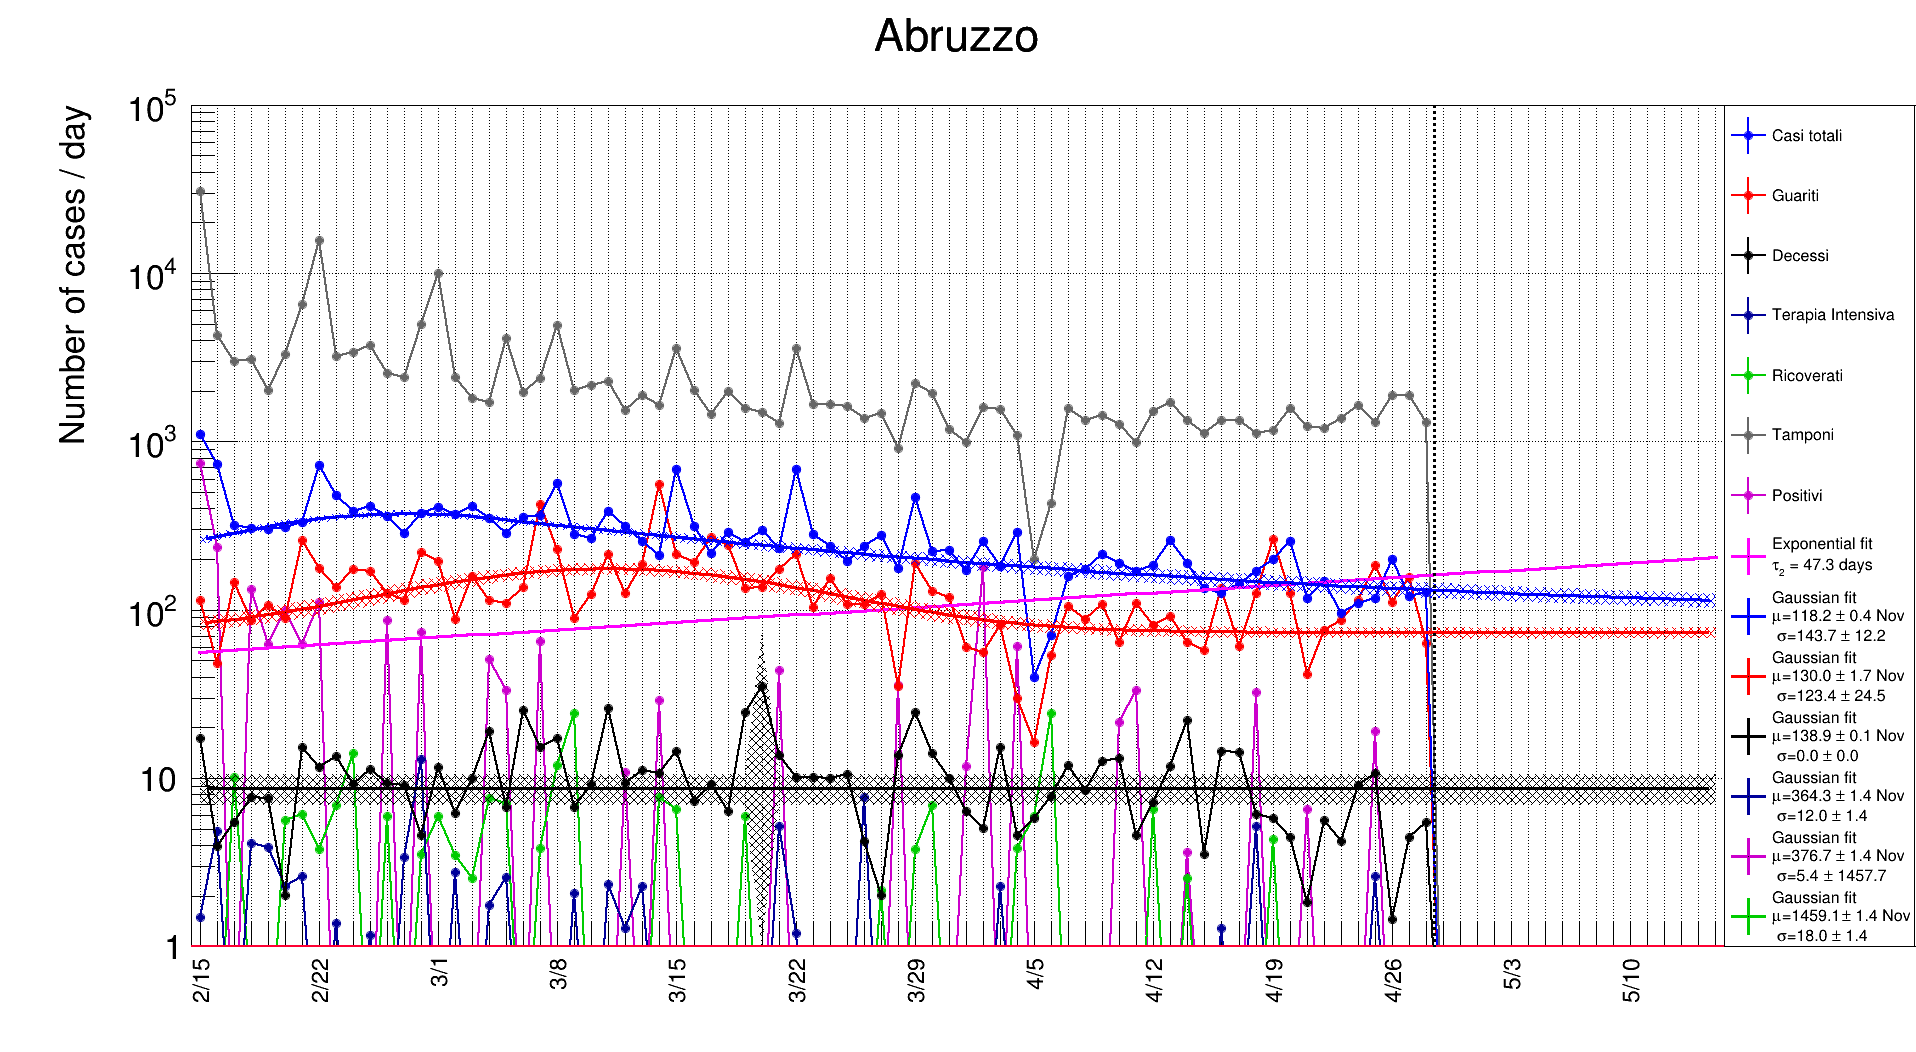 Abruzzo
Number of cases / day
10^5
10^4
10^3
10^2
10
1
2/15
2/22
3/1
3/8
3/15
3/22
3/29
4/5
4/12
4/19
4/26
5/3
5/10
Casi totali
Guariti
Decessi
Terapia Intensiva
Ricoverati
Tamponi
Positivi
Exponential fit
τ_2 = 47.3 days
Gaussian fit
μ=118.2 ± 0.4 Nov
σ=143.7 ± 12.2
Gaussian fit
μ=130.0 ± 1.7 Nov
σ=123.4 ± 24.5
Gaussian fit
μ=138.9 ± 0.1 Nov
σ=0.0 ± 0.0
Gaussian fit
μ=364.3 ± 1.4 Nov
σ=12.0 ± 1.4
Gaussian fit
μ=376.7 ± 1.4 Nov
σ=5.4 ± 1457.7
Gaussian fit
μ=1459.1 ± 1.4 Nov
σ=18.0 ± 1.4